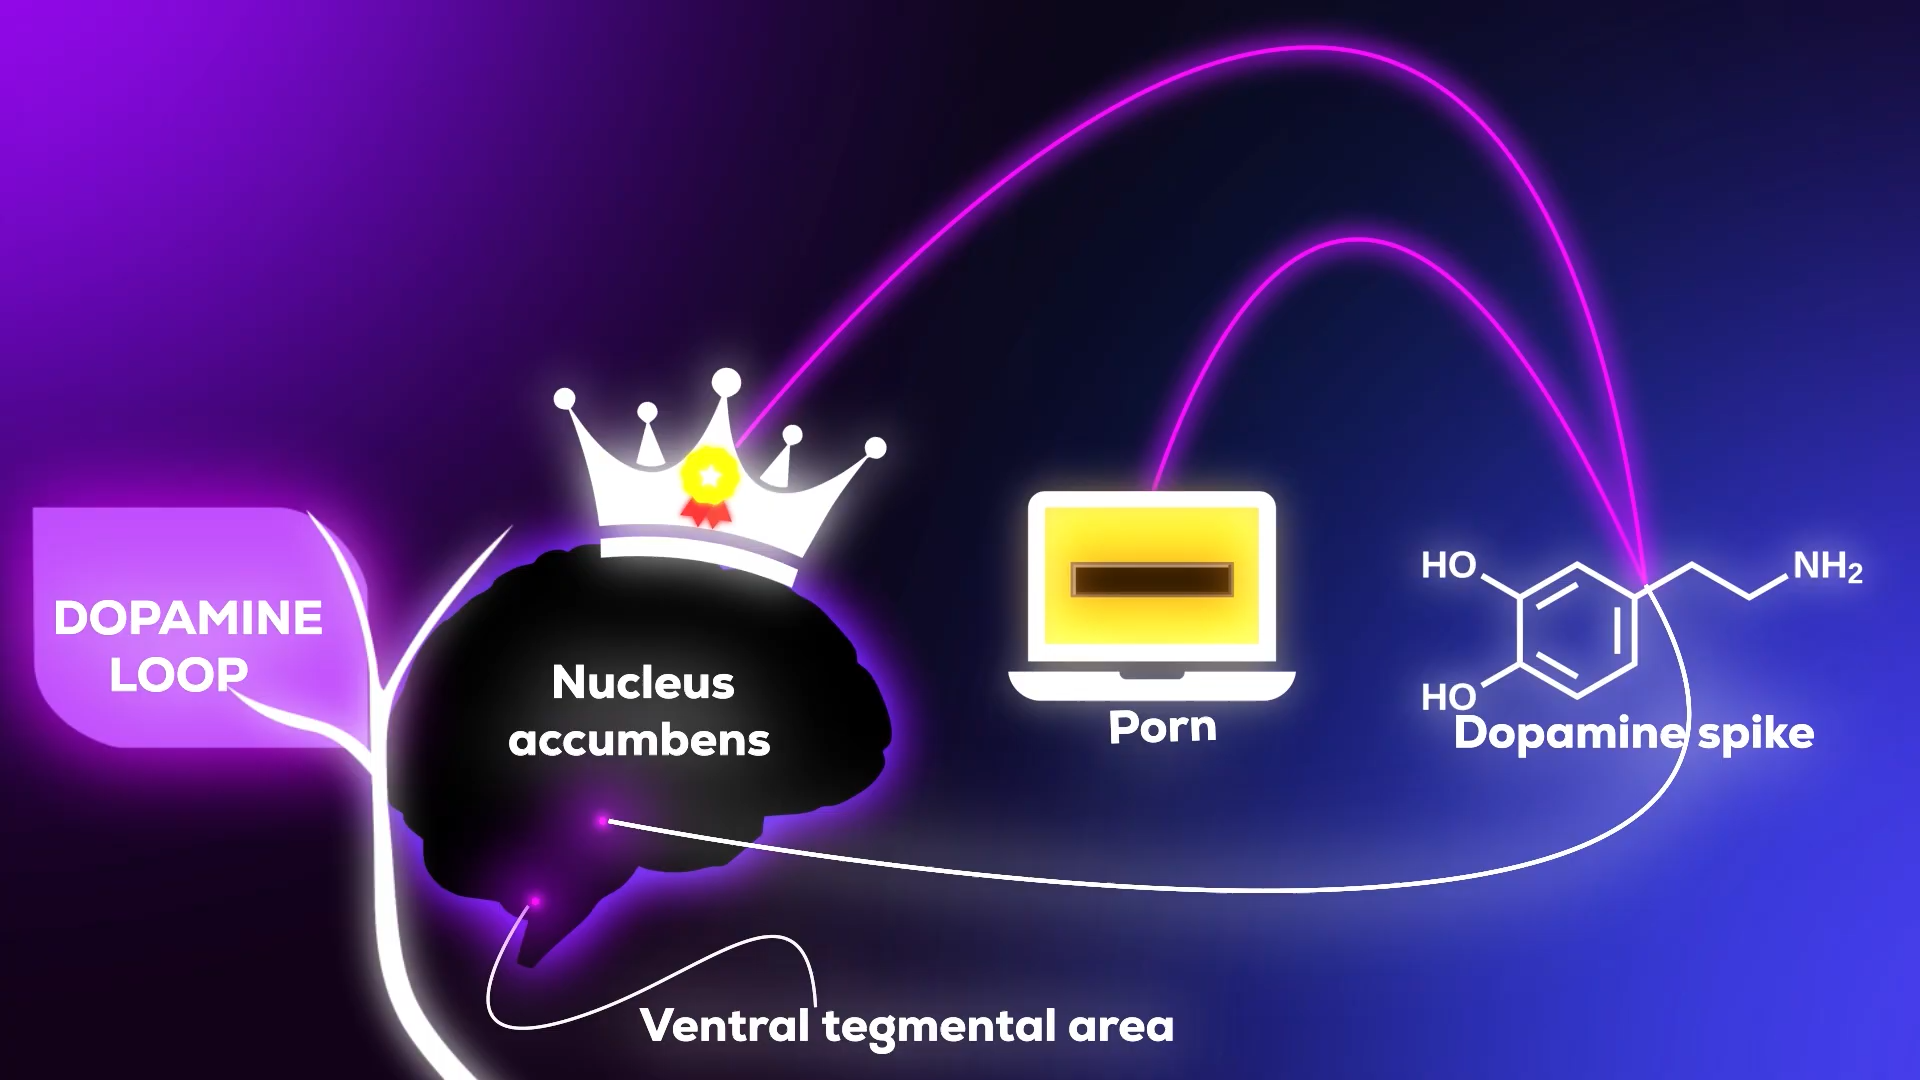 DOPAMINE
LOOP
Nucleus
accumbens
Porn
HO
NH₂
HO
Dopamine spike
Ventral tegmental area